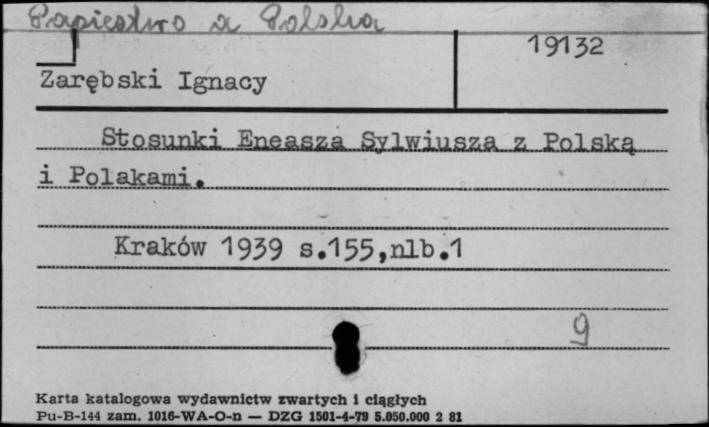 Papiestwo a Polska
19132
Zarębski Ignacy
Stosunki Eneasza Sylwiusza z Polską
i Polakami.
Kraków 1939 s.155,nlb.1
9
Karta katalogowa wydawnictw zwartych i ciągłych
Pu-B-144 zam. 1016-WA-O-n — DZG 1501-4-79 5.050.000 2 81